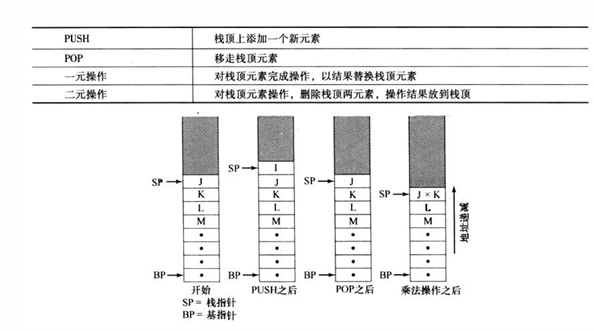 PUSH 栈顶上添加一个新元素
POP 移走栈顶元素
一元操作 对栈顶元素完成操作，以结果替换栈顶元素
二元操作 对栈顶元素操作，删除栈顶两元素，操作结果放到栈顶
SP J K L M BP 开始
SP I J K L M BP PUSH之后
SP J K L M BP POP之后
SP J × K L M BP 乘法操作之后
地址递减
SP = 栈指针
BP = 基指针